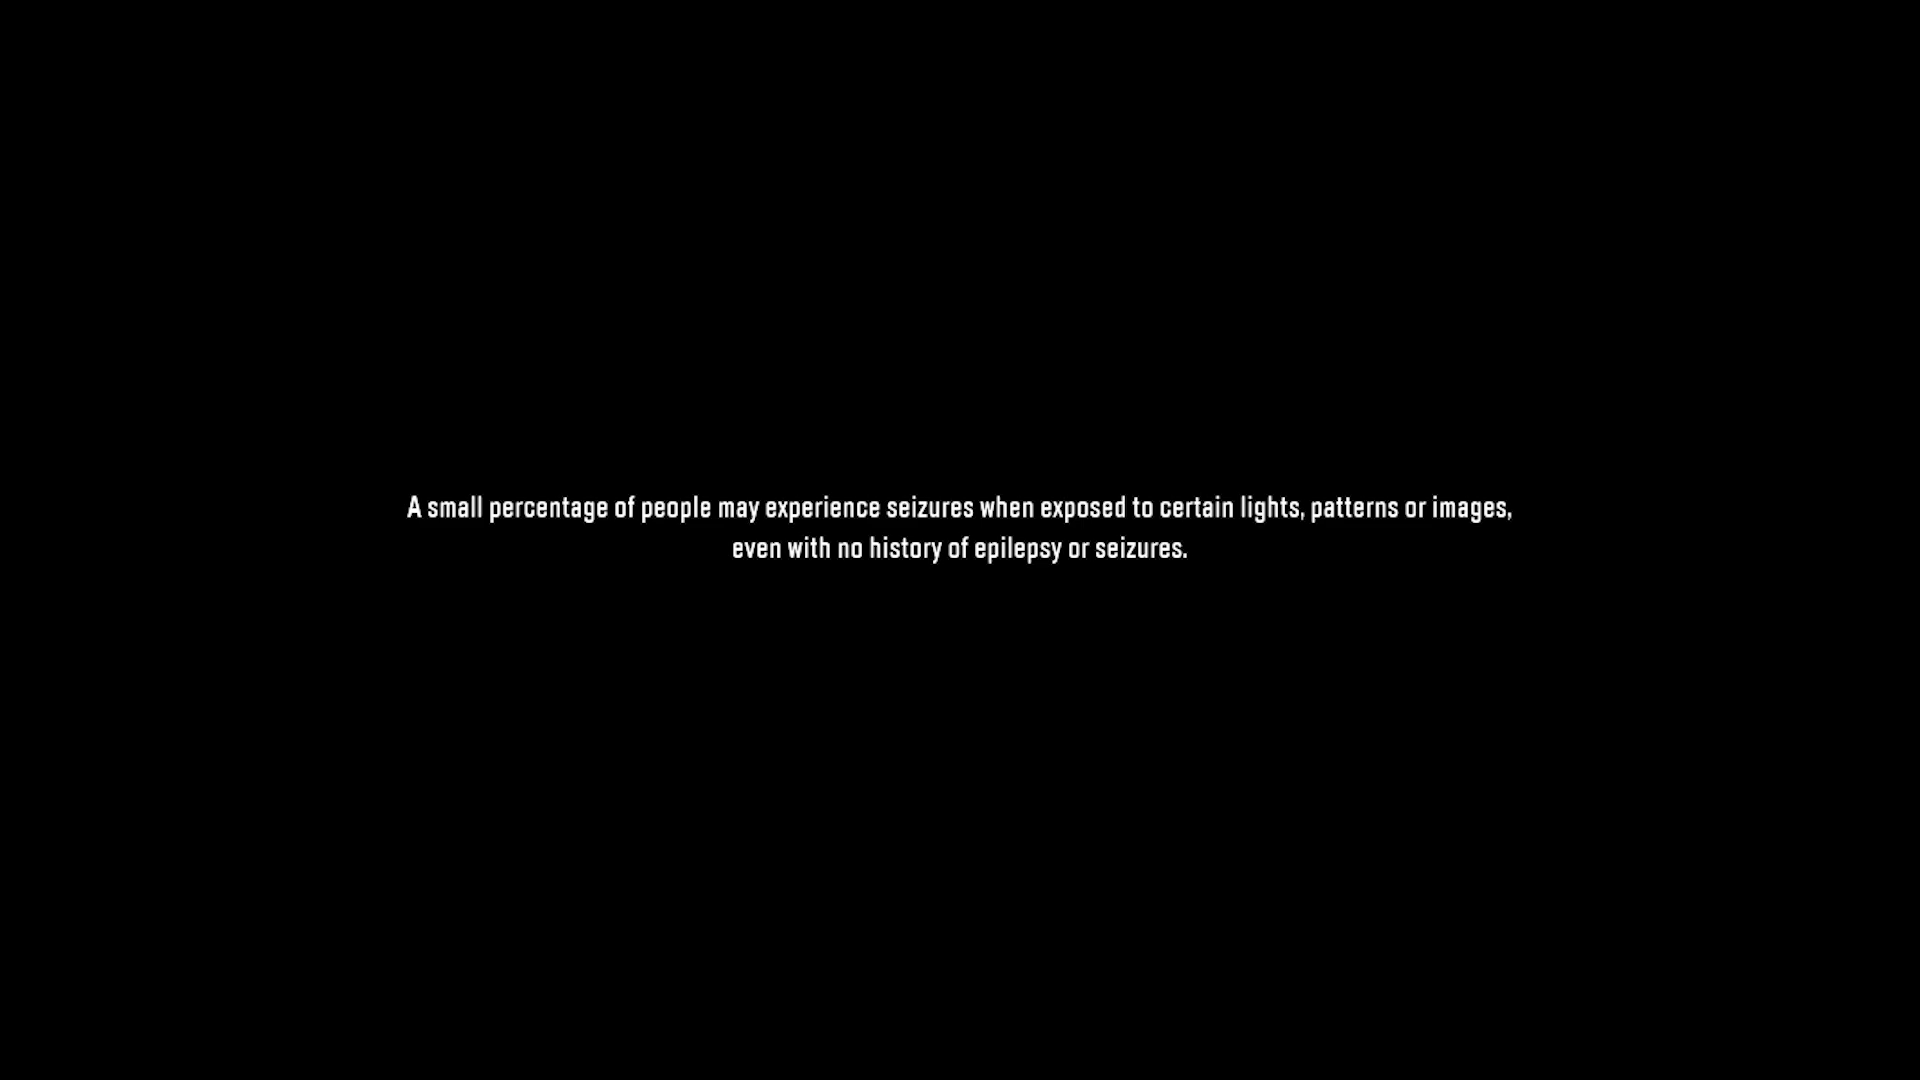 A small percentage of people may experience seizures when exposed to certain lights, patterns or images,
even with no history of epilepsy or seizures.